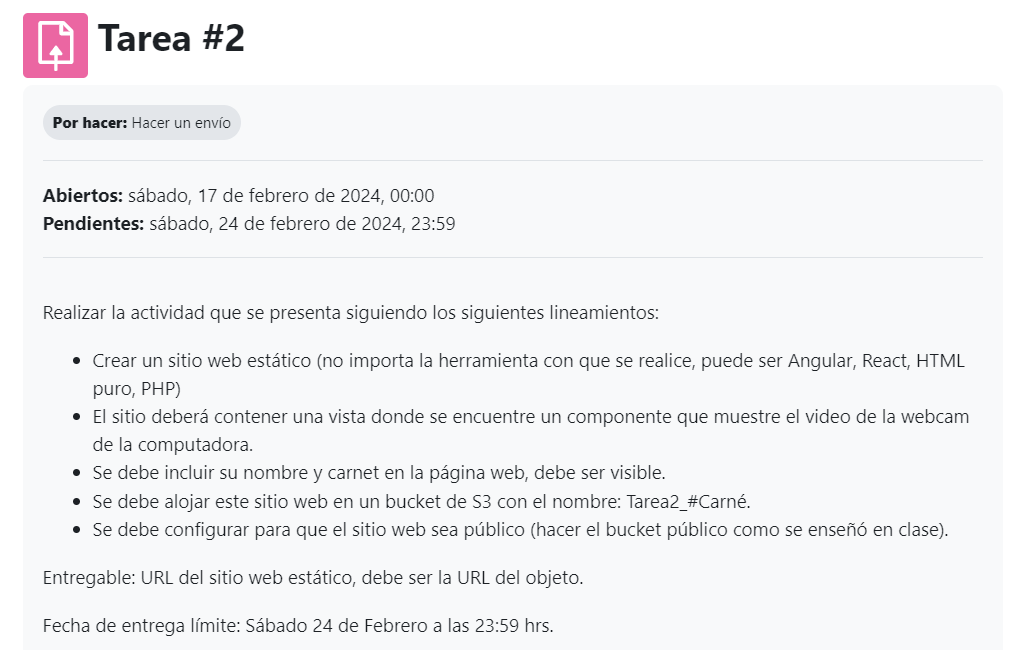 Tarea #2
Por hacer: Hacer un envío
Abiertos: sábado, 17 de febrero de 2024, 00:00
Pendientes: sábado, 24 de febrero de 2024, 23:59
Realizar la actividad que se presenta siguiendo los siguientes lineamientos:
• Crear un sitio web estático (no importa la herramienta con que se realice, puede ser Angular, React, HTML
puro, PHP)
• El sitio deberá contener una vista donde se encuentre un componente que muestre el video de la webcam
de la computadora.
• Se debe incluir su nombre y carnet en la página web, debe ser visible.
• Se debe alojar este sitio web en un bucket de S3 con el nombre: Tarea2_#Carné.
• Se debe configurar para que el sitio web sea público (hacer el bucket público como se enseñó en clase).
Entregable: URL del sitio web estático, debe ser la URL del objeto.
Fecha de entrega límite: Sábado 24 de Febrero a las 23:59 hrs.